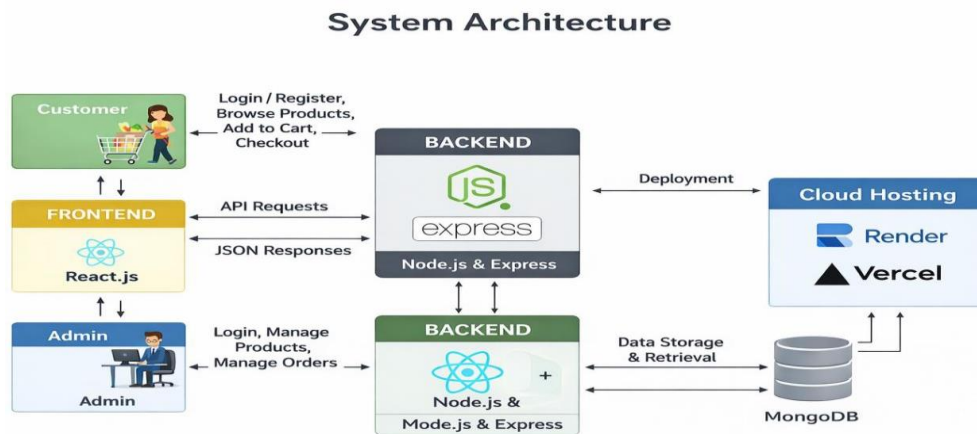 System Architecture
Customer
Login / Register,
Browse Products,
Add to Cart,
Checkout
BACKEND
JS
express
Node.js & Express
Deployment
Cloud Hosting
Render
Vercel
FRONTEND
React.js
API Requests
JSON Responses
Admin
Admin
Login, Manage
Products,
Manage Orders
BACKEND
+
Node.js &
Mode.js & Express
Data Storage
& Retrieval
MongoDB